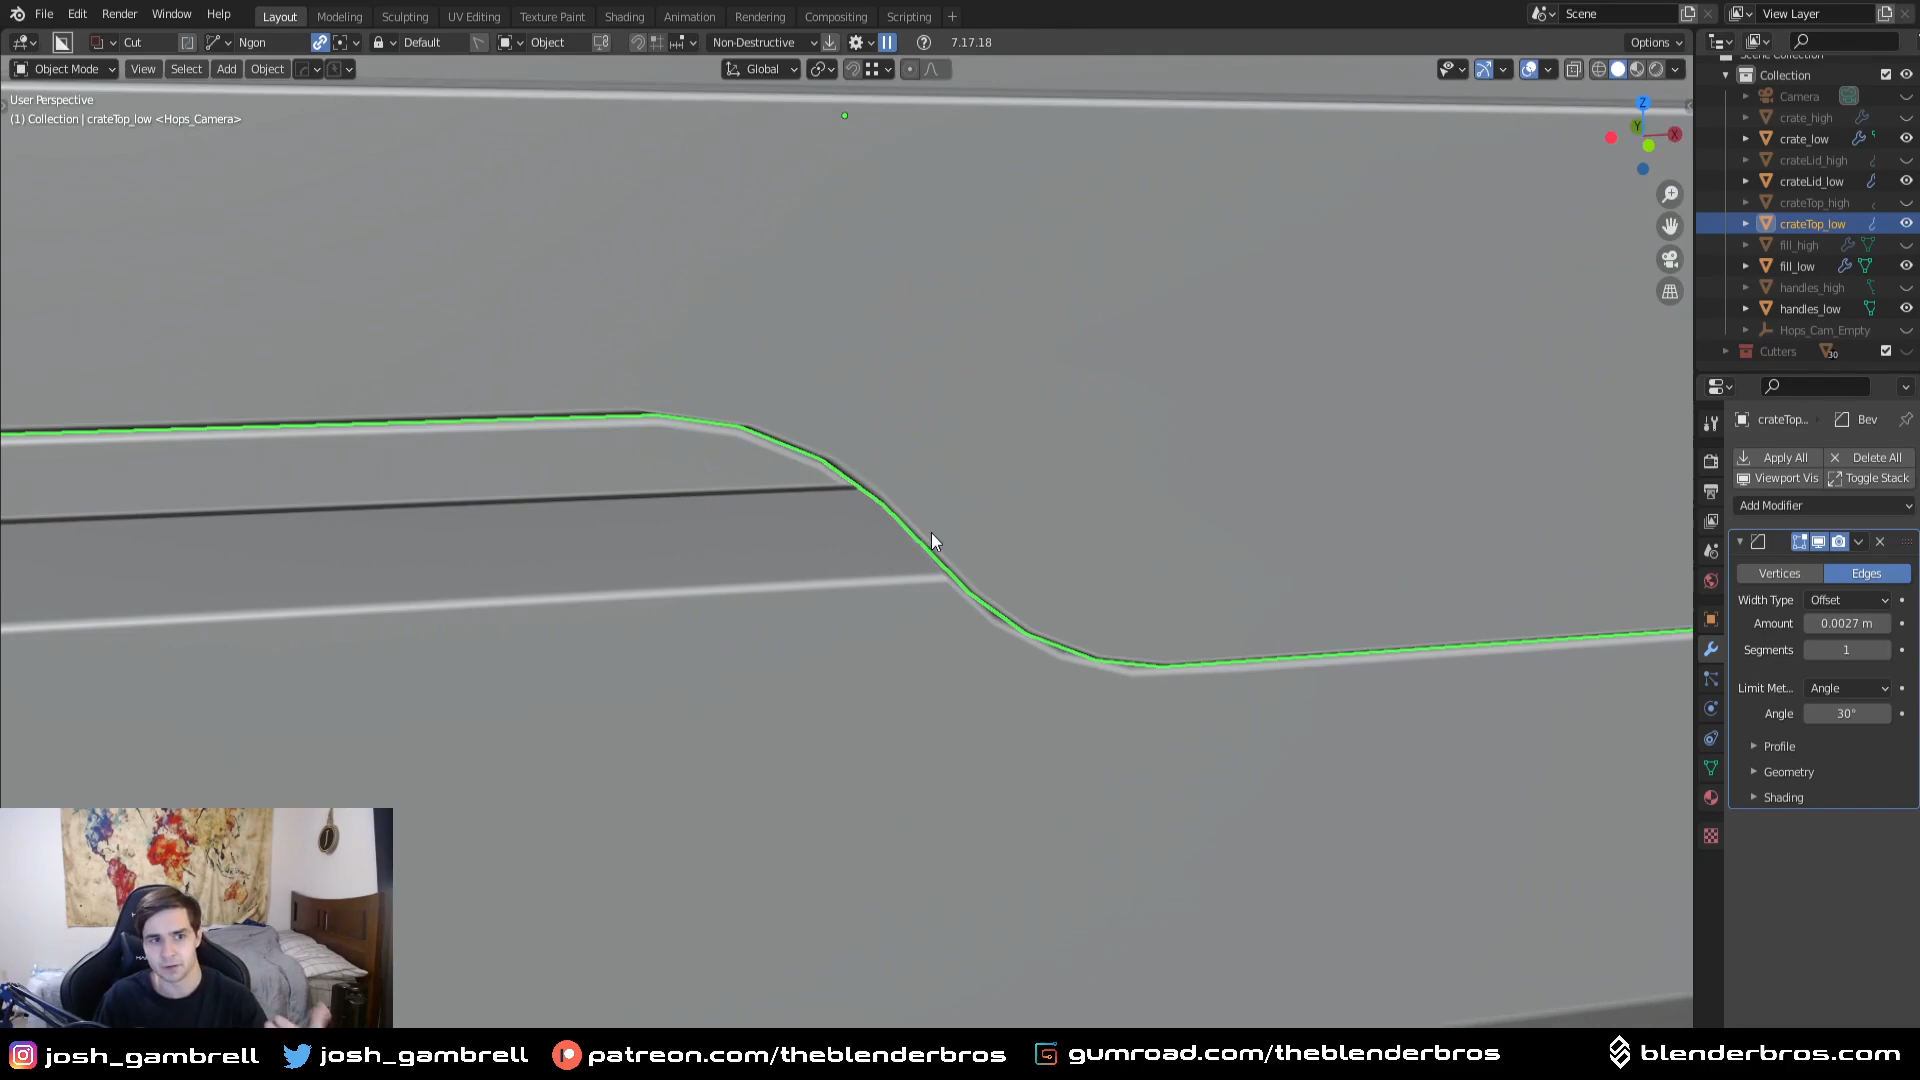 File Edit Render Window Help Layout Modeling Sculpting UV Editing Texture Paint Shading Animation Rendering Compositing Scripting + Scene View Layer
Cut Ngon Default Object Non-Destructive 7.17.18 Options
Object Mode View Select Add Object Global
User Perspective
(1) Collection | crateTop_low <Hops_Camera>
Z
Y
X
Collection
Camera
crate_high
crate_low
crateLid_high
crateLid_low
crateTop_high
crateTop_low
fill_high
fill_low
handles_high
handles_low
Hops_Cam_Empty
Cutters 30
crateTop... Bev
Apply All Delete All
Viewport Vis Toggle Stack
Add Modifier
Vertices Edges
Width Type Offset
Amount 0.0027 m
Segments 1
Limit Met... Angle
Angle 30°
Profile
Geometry
Shading
josh_gambrell josh_gambrell patreon.com/theblenderbros gumroad.com/theblenderbros blenderbros.com